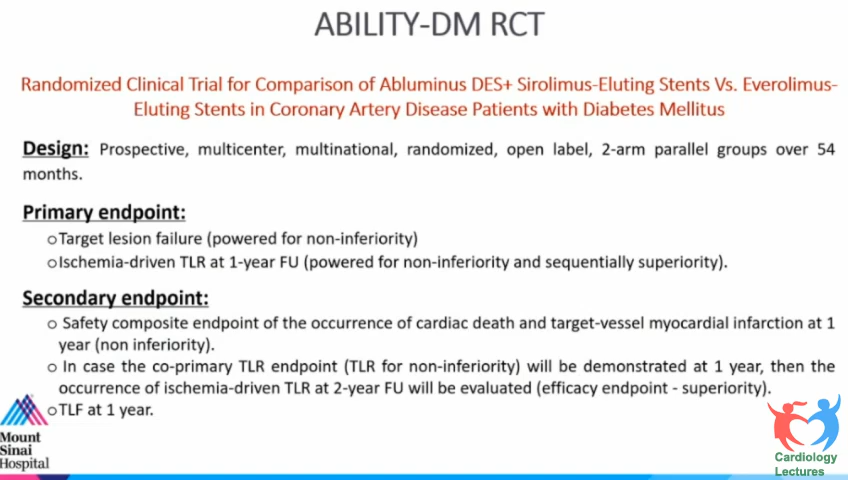 ABILITY-DM RCT
Randomized Clinical Trial for Comparison of Abluminus DES+ Sirolimus-Eluting Stents Vs. Everolimus-
Eluting Stents in Coronary Artery Disease Patients with Diabetes Mellitus
Design: Prospective, multicenter, multinational, randomized, open label, 2-arm parallel groups over 54
months.
Primary endpoint:
oTarget lesion failure (powered for non-inferiority)
oIschemia-driven TLR at 1-year FU (powered for non-inferiority and sequentially superiority).
Secondary endpoint:
o Safety composite endpoint of the occurrence of cardiac death and target-vessel myocardial infarction at 1
year (non inferiority).
o In case the co-primary TLR endpoint (TLR for non-inferiority) will be demonstrated at 1 year, then the
occurrence of ischemia-driven TLR at 2-year FU will be evaluated (efficacy endpoint - superiority).
oTLF at 1 year.
Mount
Sinai
Hospital
Cardiology
Lectures